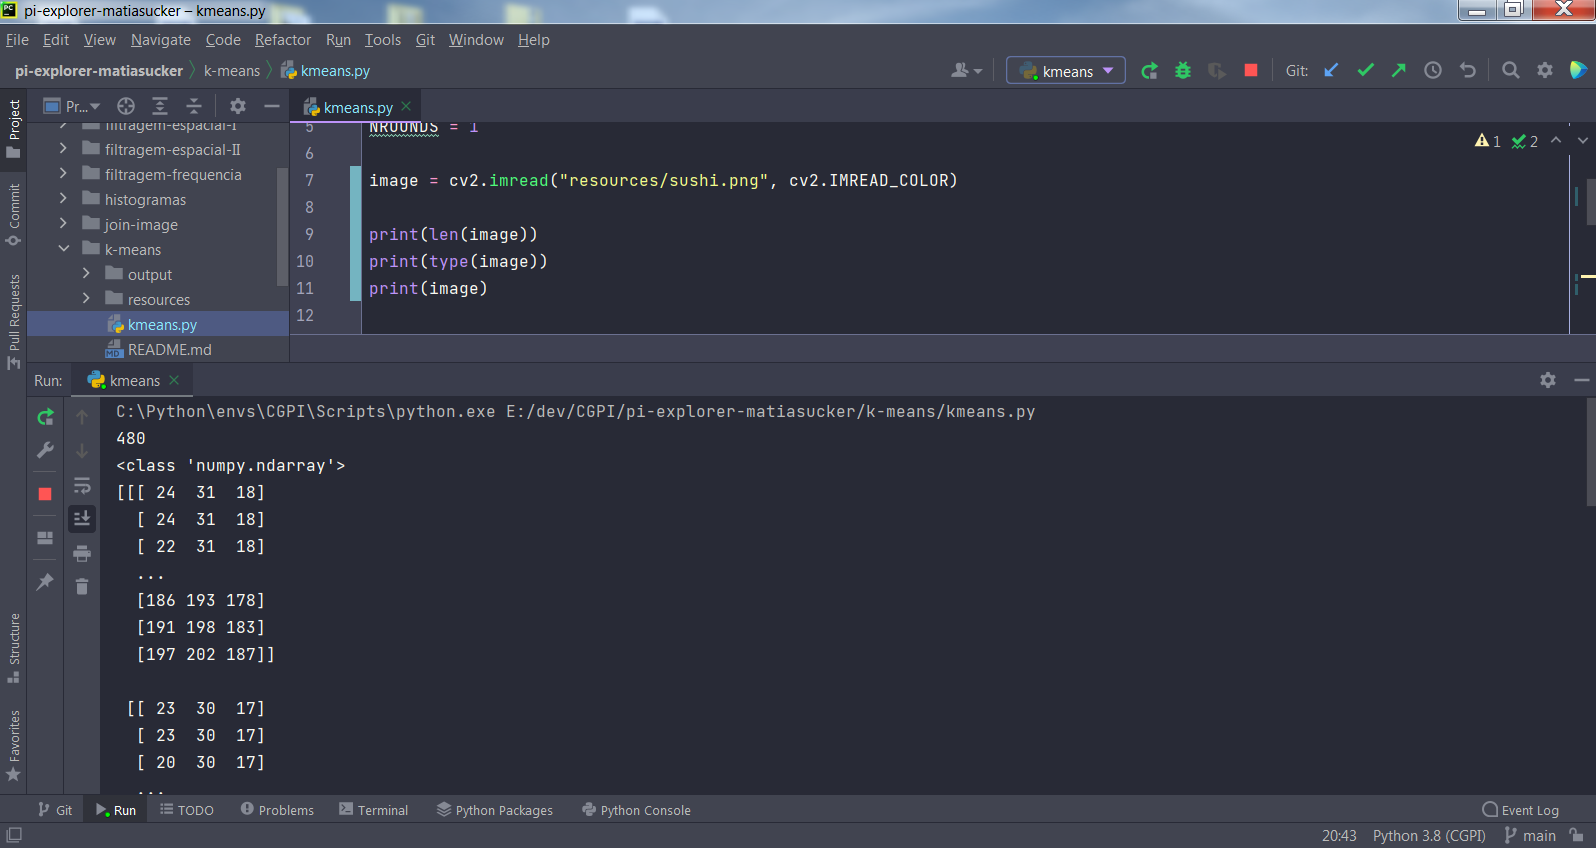 pi-explorer-matiasucker – kmeans.py
File Edit View Navigate Code Refactor Run Tools Git Window Help
pi-explorer-matiasucker k-means kmeans.py kmeans Git:
Project
Commit
Pull Requests
Structure
Favorites
Pr...
filtragem-espacial-I
filtragem-espacial-II
filtragem-frequencia
histogramas
join-image
k-means
output
resources
kmeans.py
README.md
kmeans.py
1 2
5 NROUNDS = 1
6
7 image = cv2.imread("resources/sushi.png", cv2.IMREAD_COLOR)
8
9 print(len(image))
10 print(type(image))
11 print(image)
12
Run: kmeans
C:\Python\envs\CGPI\Scripts\python.exe E:/dev/CGPI/pi-explorer-matiasucker/k-means/kmeans.py
480
<class 'numpy.ndarray'>
[[[ 24  31  18]
  [ 24  31  18]
  [ 22  31  18]
  ...
  [186 193 178]
  [191 198 183]
  [197 202 187]]
 [[ 23  30  17]
  [ 23  30  17]
  [ 20  30  17]
  ...
Git Run TODO Problems Terminal Python Packages Python Console Event Log
20:43 Python 3.8 (CGPI) main